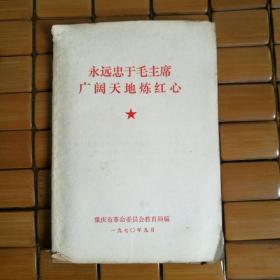 永远忠于毛主席
广阔天地炼红心
重庆市革命委员会教育局编
一九七〇年九月